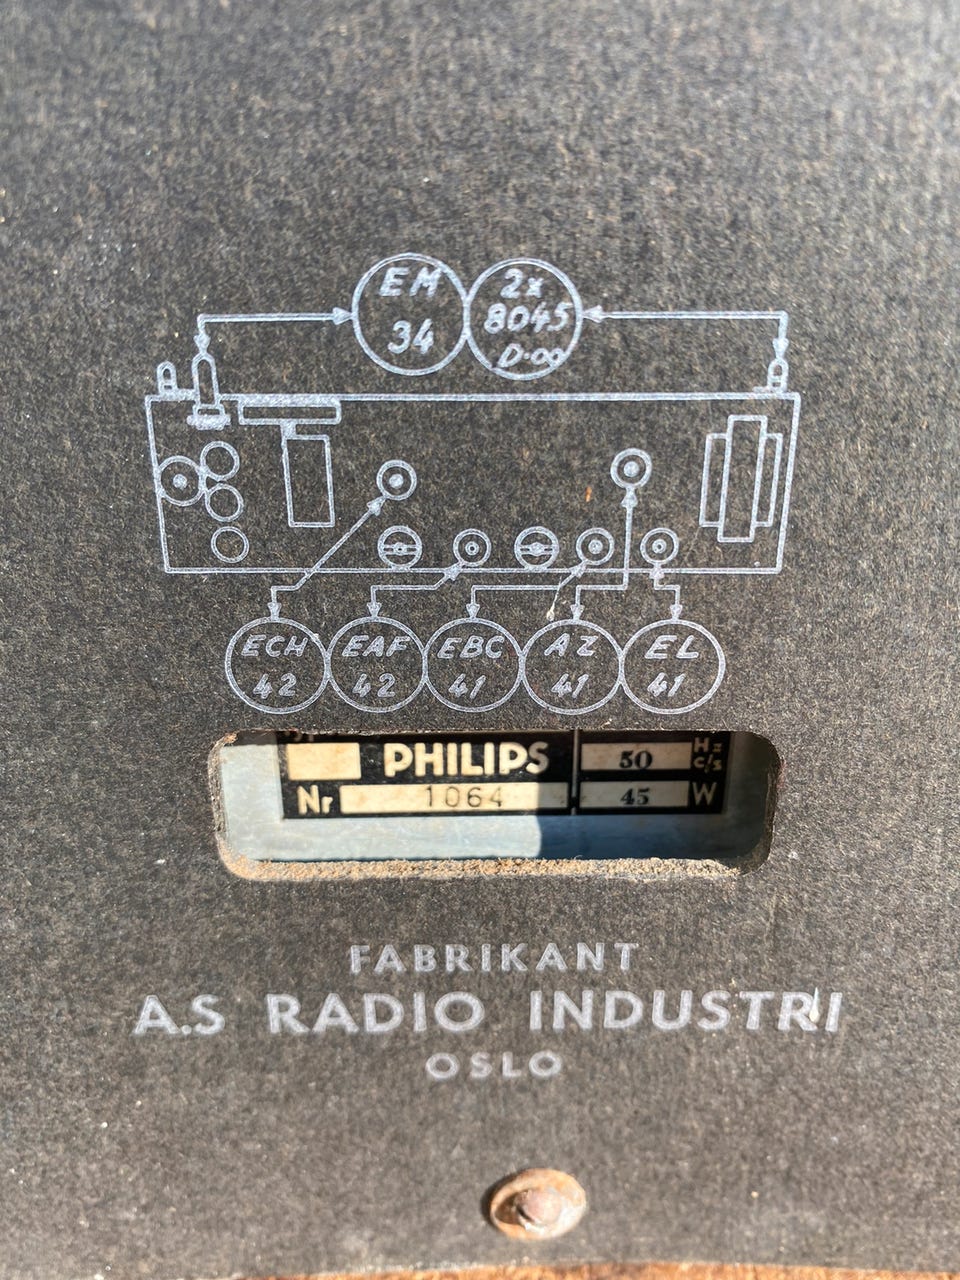 EM
34
2x
8045
D-00
ECH
42
EAF
42
EBC
41
AZ
41
EL
41
PHILIPS
50
Hz
c/s
Nr
1064
45
W
FABRIKANT
A.S RADIO INDUSTRI
OSLO